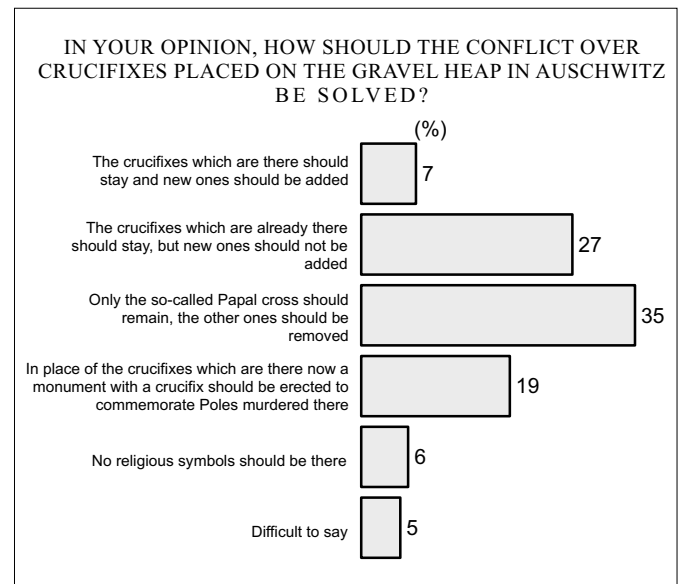 IN YOUR OPINION, HOW SHOULD THE CONFLICT OVER
CRUCIFIXES PLACED ON THE GRAVEL HEAP IN AUSCHWITZ
BE SOLVED?
(%)
The crucifixes which are there should
stay and new ones should be added
7
The crucifixes which are already there
should stay, but new ones should not be
added
27
Only the so-called Papal cross should
remain, the other ones should be
removed
35
In place of the crucifixes which are there now a
monument with a crucifix should be erected to
commemorate Poles murdered there
19
No religious symbols should be there
6
Difficult to say
5